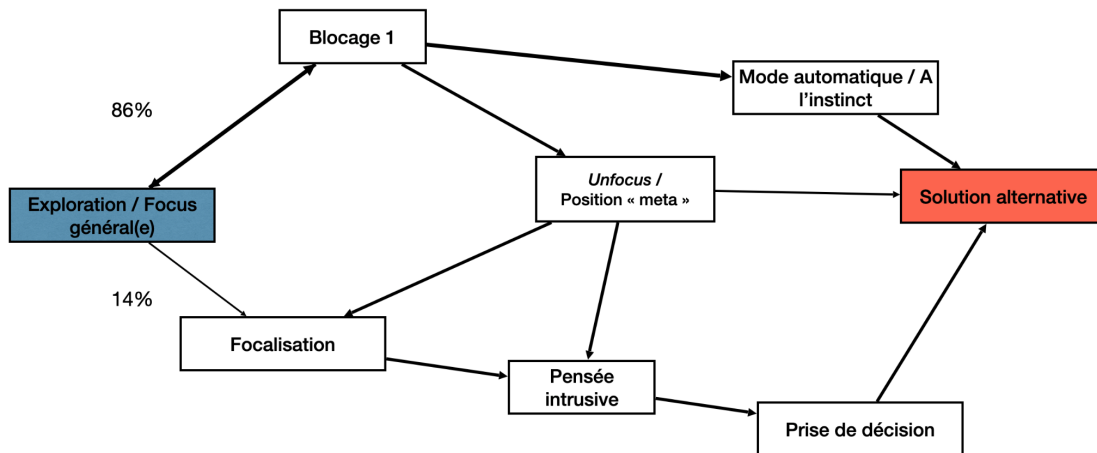 Blocage 1
Mode automatique / A
l'instinct
86%
Unfocus /
Position « meta »
Exploration / Focus
général(e)
Solution alternative
14%
Focalisation
Pensée
intrusive
Prise de décision